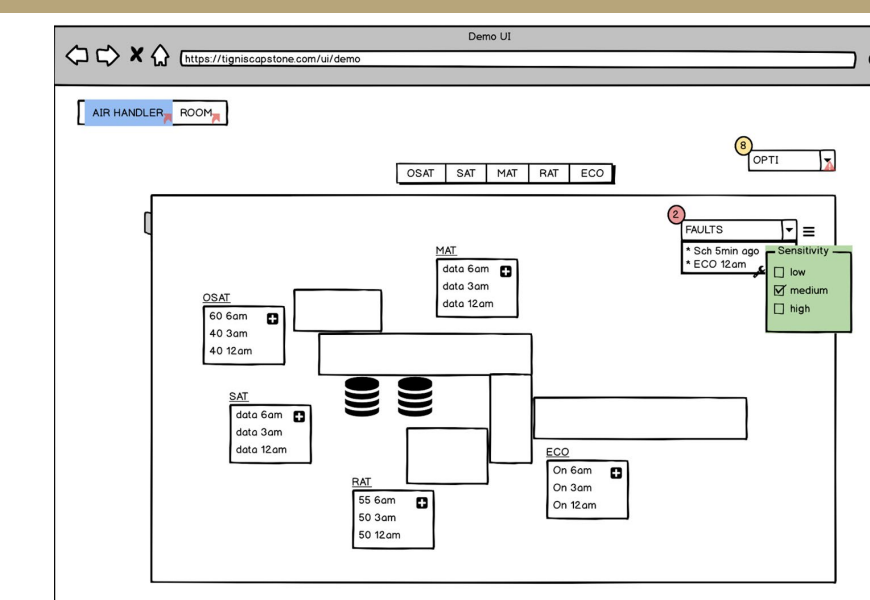 Demo UI
https://tigniscapstone.com/ui/demo
AIR HANDLER ROOM
8
OPTI
OSAT SAT MAT RAT ECO
2
FAULTS
* Sch 5min ago
* ECO 12am
Sensitivity
low
medium
high
MAT
data 6am
data 3am
data 12am
OSAT
60 6am
40 3am
40 12am
SAT
data 6am
data 3am
data 12am
RAT
55 6am
50 3am
50 12am
ECO
On 6am
On 3am
On 12am